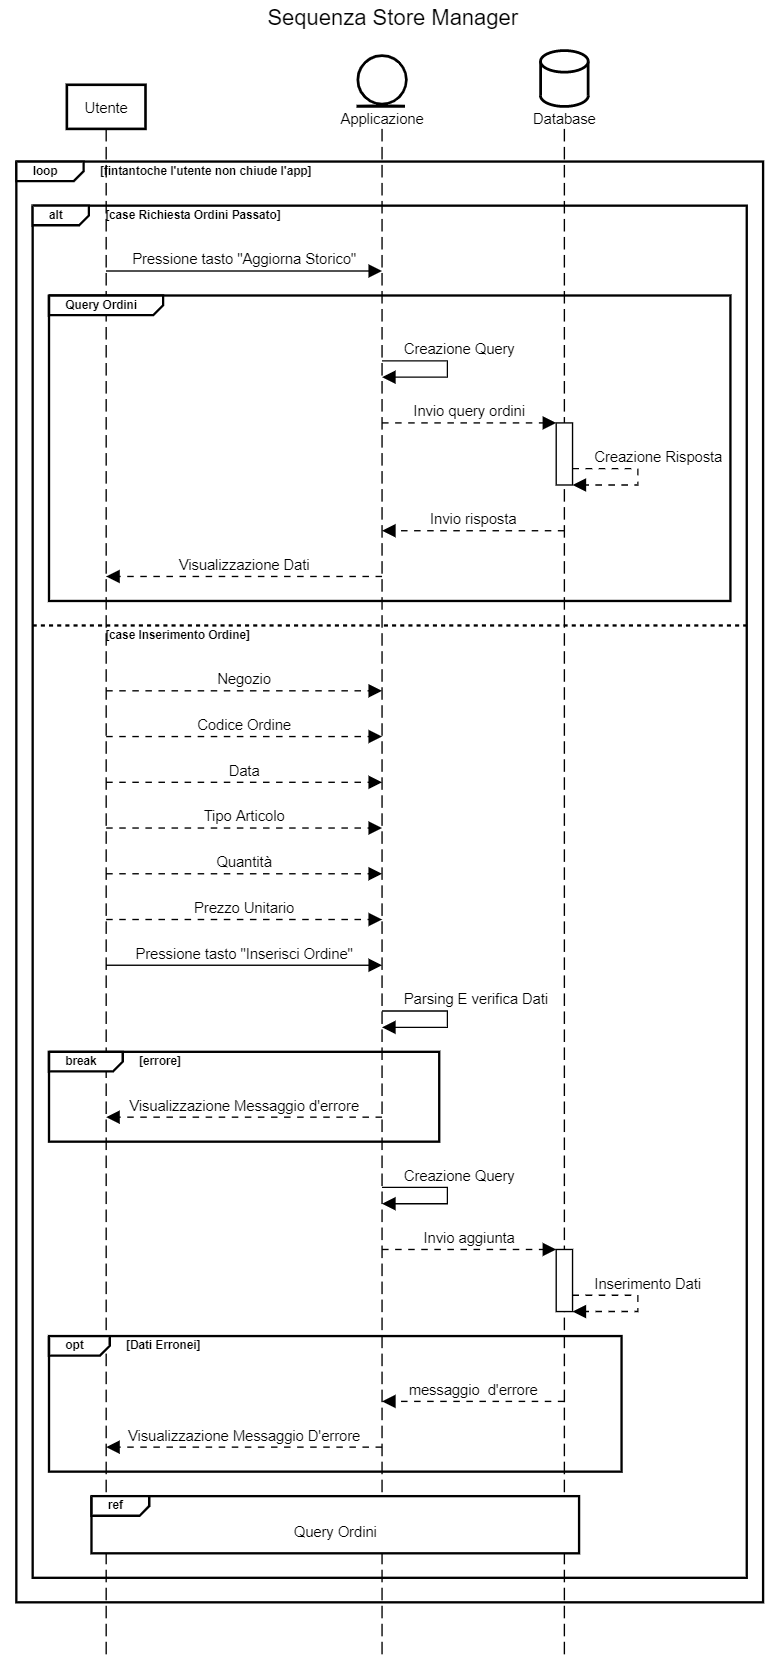 Sequenza Store Manager
Utente
Applicazione
Database
loop
[fintantoche l'utente non chiude l'app]
alt
[case Richiesta Ordini Passato]
Pressione tasto "Aggiorna Storico"
Query Ordini
Creazione Query
Invio query ordini
Creazione Risposta
Invio risposta
Visualizzazione Dati
[case Inserimento Ordine]
Negozio
Codice Ordine
Data
Tipo Articolo
Quantità
Prezzo Unitario
Pressione tasto "Inserisci Ordine"
Parsing E verifica Dati
break
[errore]
Visualizzazione Messaggio d'errore
Creazione Query
Invio aggiunta
Inserimento Dati
opt
[Dati Erronei]
messaggio  d'errore
Visualizzazione Messaggio D'errore
ref
Query Ordini